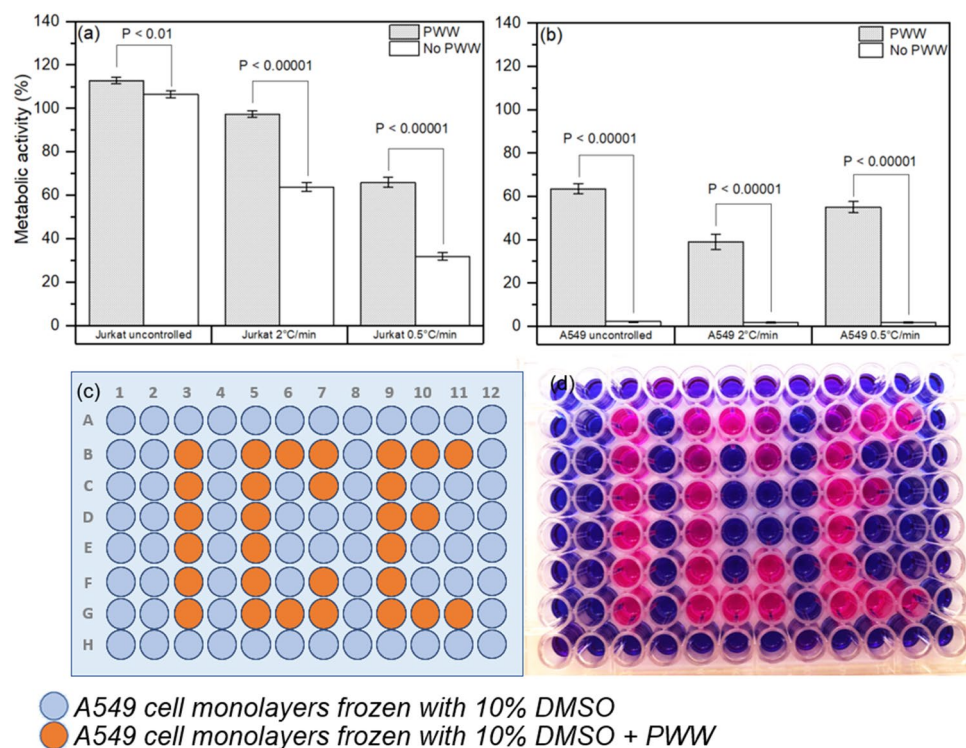 (a)
PWW
No PWW
P < 0.01
P < 0.00001
P < 0.00001
Metabolic activity (%)
140
120
100
80
60
40
20
0
Jurkat uncontrolled
Jurkat 2°C/min
Jurkat 0.5°C/min
(b)
PWW
No PWW
P < 0.00001
P < 0.00001
P < 0.00001
140
120
100
80
60
40
20
0
A549 uncontrolled
A549 2°C/min
A549 0.5°C/min
(c)
1 2 3 4 5 6 7 8 9 10 11 12
A
B
C
D
E
F
G
H
(d)
A549 cell monolayers frozen with 10% DMSO
A549 cell monolayers frozen with 10% DMSO + PWW